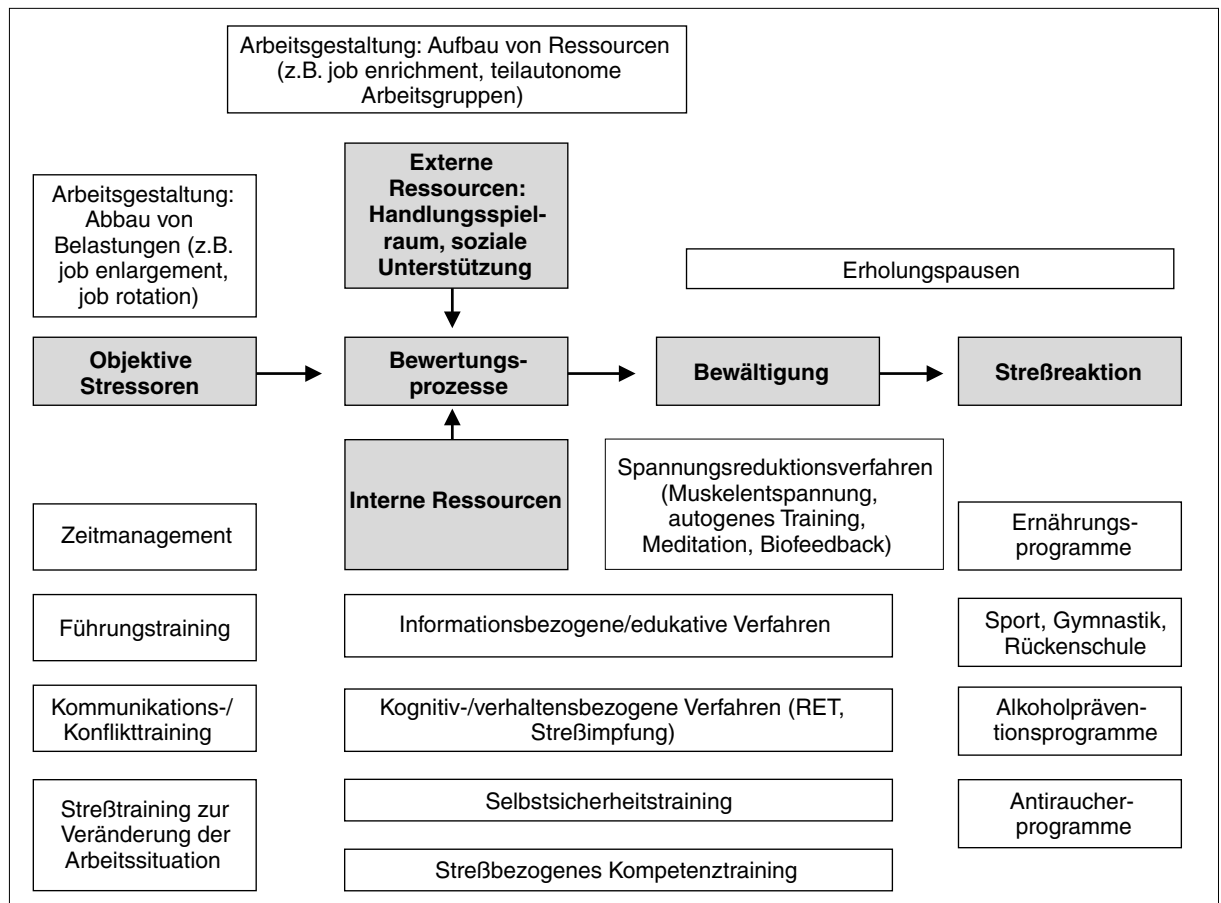 Arbeitsgestaltung: Aufbau von Ressourcen
(z.B. job enrichment, teilautonome
Arbeitsgruppen)
Arbeitsgestaltung:
Abbau von
Belastungen (z.B.
job enlargement,
job rotation)
Externe
Ressourcen:
Handlungsspiel-
raum, soziale
Unterstützung
Erholungspausen
Objektive
Stressoren
Bewertungs-
prozesse
Bewältigung
Streßreaktion
Interne Ressourcen
Spannungsreduktionsverfahren
(Muskelentspannung,
autogenes Training,
Meditation, Biofeedback)
Zeitmanagement
Ernährungs-
programme
Führungstraining
Informationsbezogene/edukative Verfahren
Sport, Gymnastik,
Rückenschule
Kommunikations-/
Konflikttraining
Kognitiv-/verhaltensbezogene Verfahren (RET,
Streßimpfung)
Alkoholpräven-
tionsprogramme
Streßtraining zur
Veränderung der
Arbeitssituation
Selbstsicherheitstraining
Antiraucher-
programme
Streßbezogenes Kompetenztraining